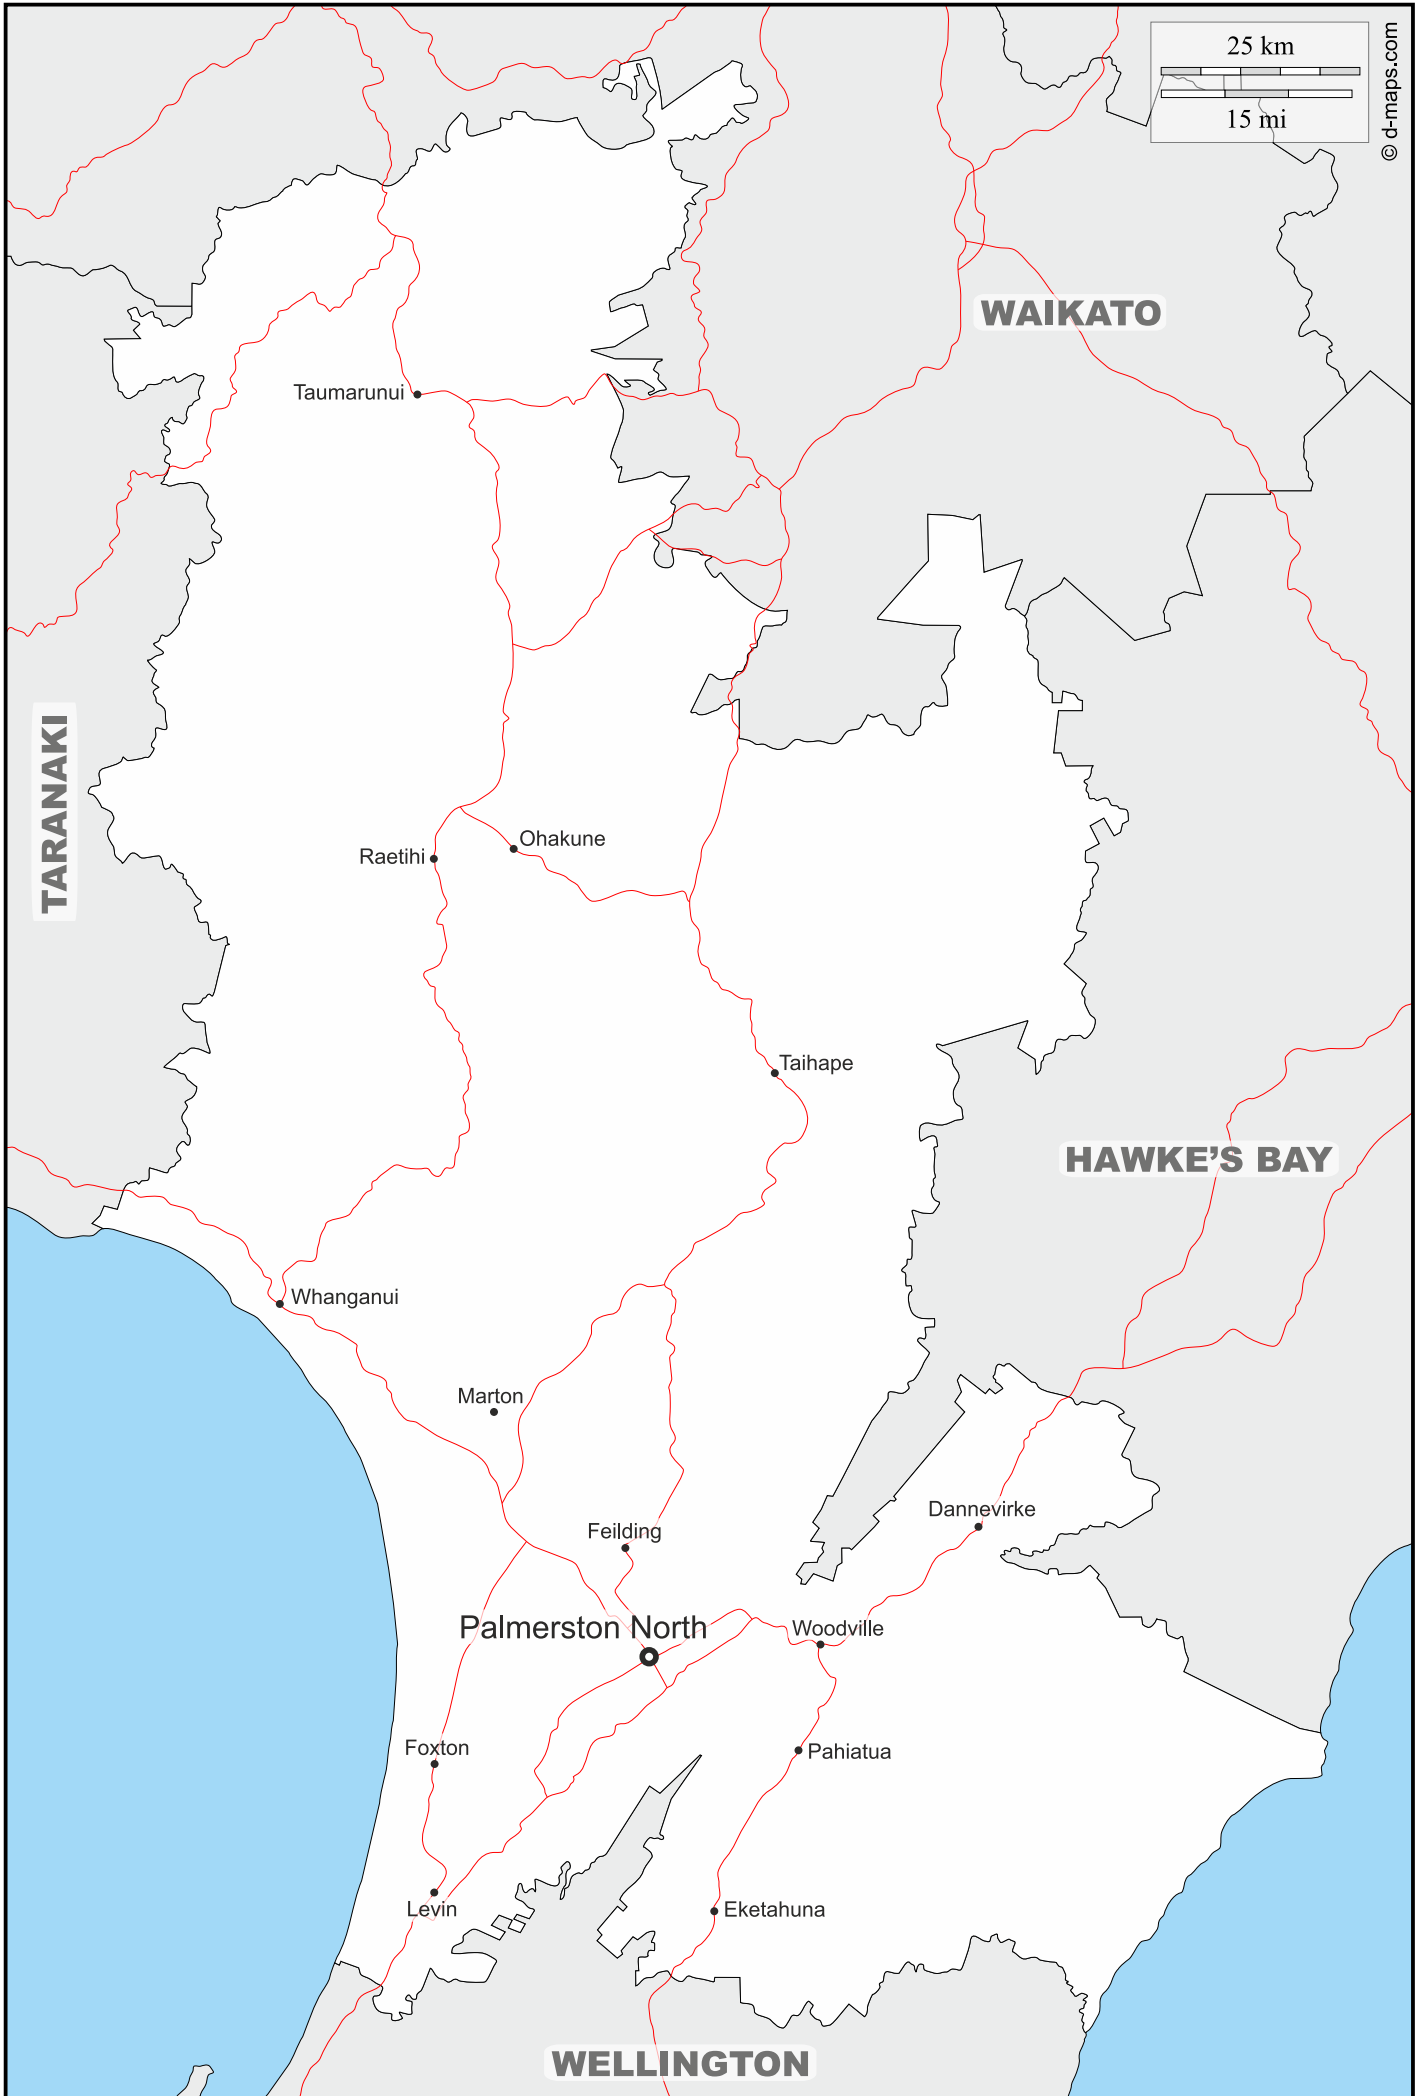 25 km
15 mi
© d-maps.com
WAIKATO
Taumarunui
TARANAKI
Ohakune
Raetihi
Taihape
HAWKE'S BAY
Whanganui
Marton
Dannevirke
Feilding
Palmerston North
Woodville
Foxton
Pahiatua
Levin
Eketahuna
WELLINGTON